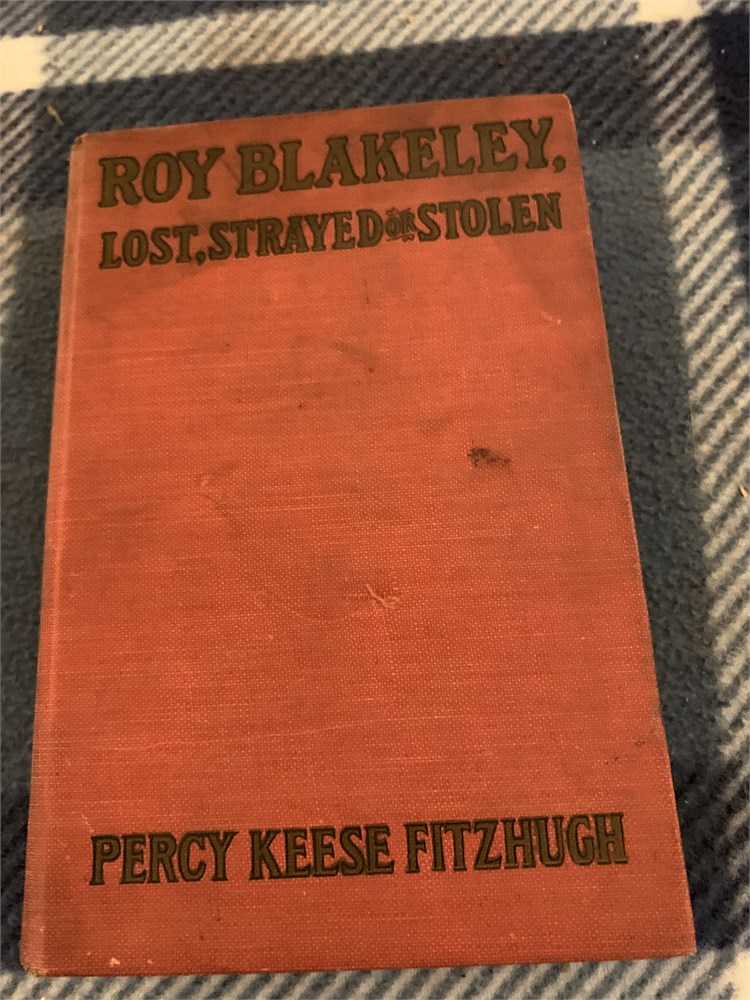 ROY BLAKELEY,
LOST, STRAYED OR STOLEN
PERCY KEESE FITZHUGH